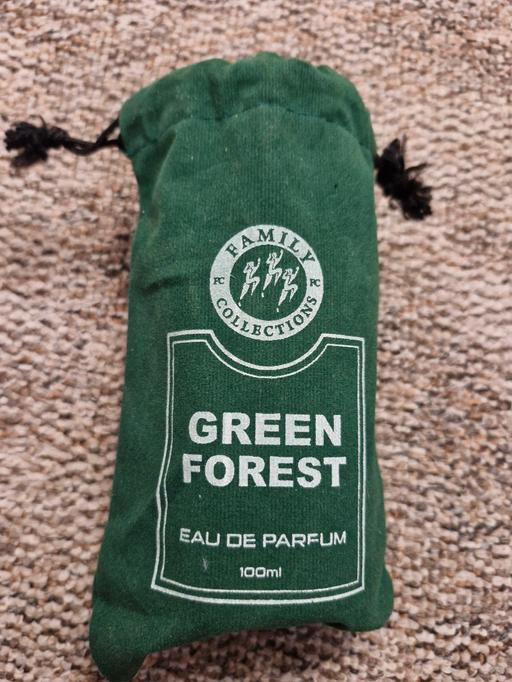 FAMILY
FC FC
COLLECTIONS
GREEN
FOREST
EAU DE PARFUM
100ml